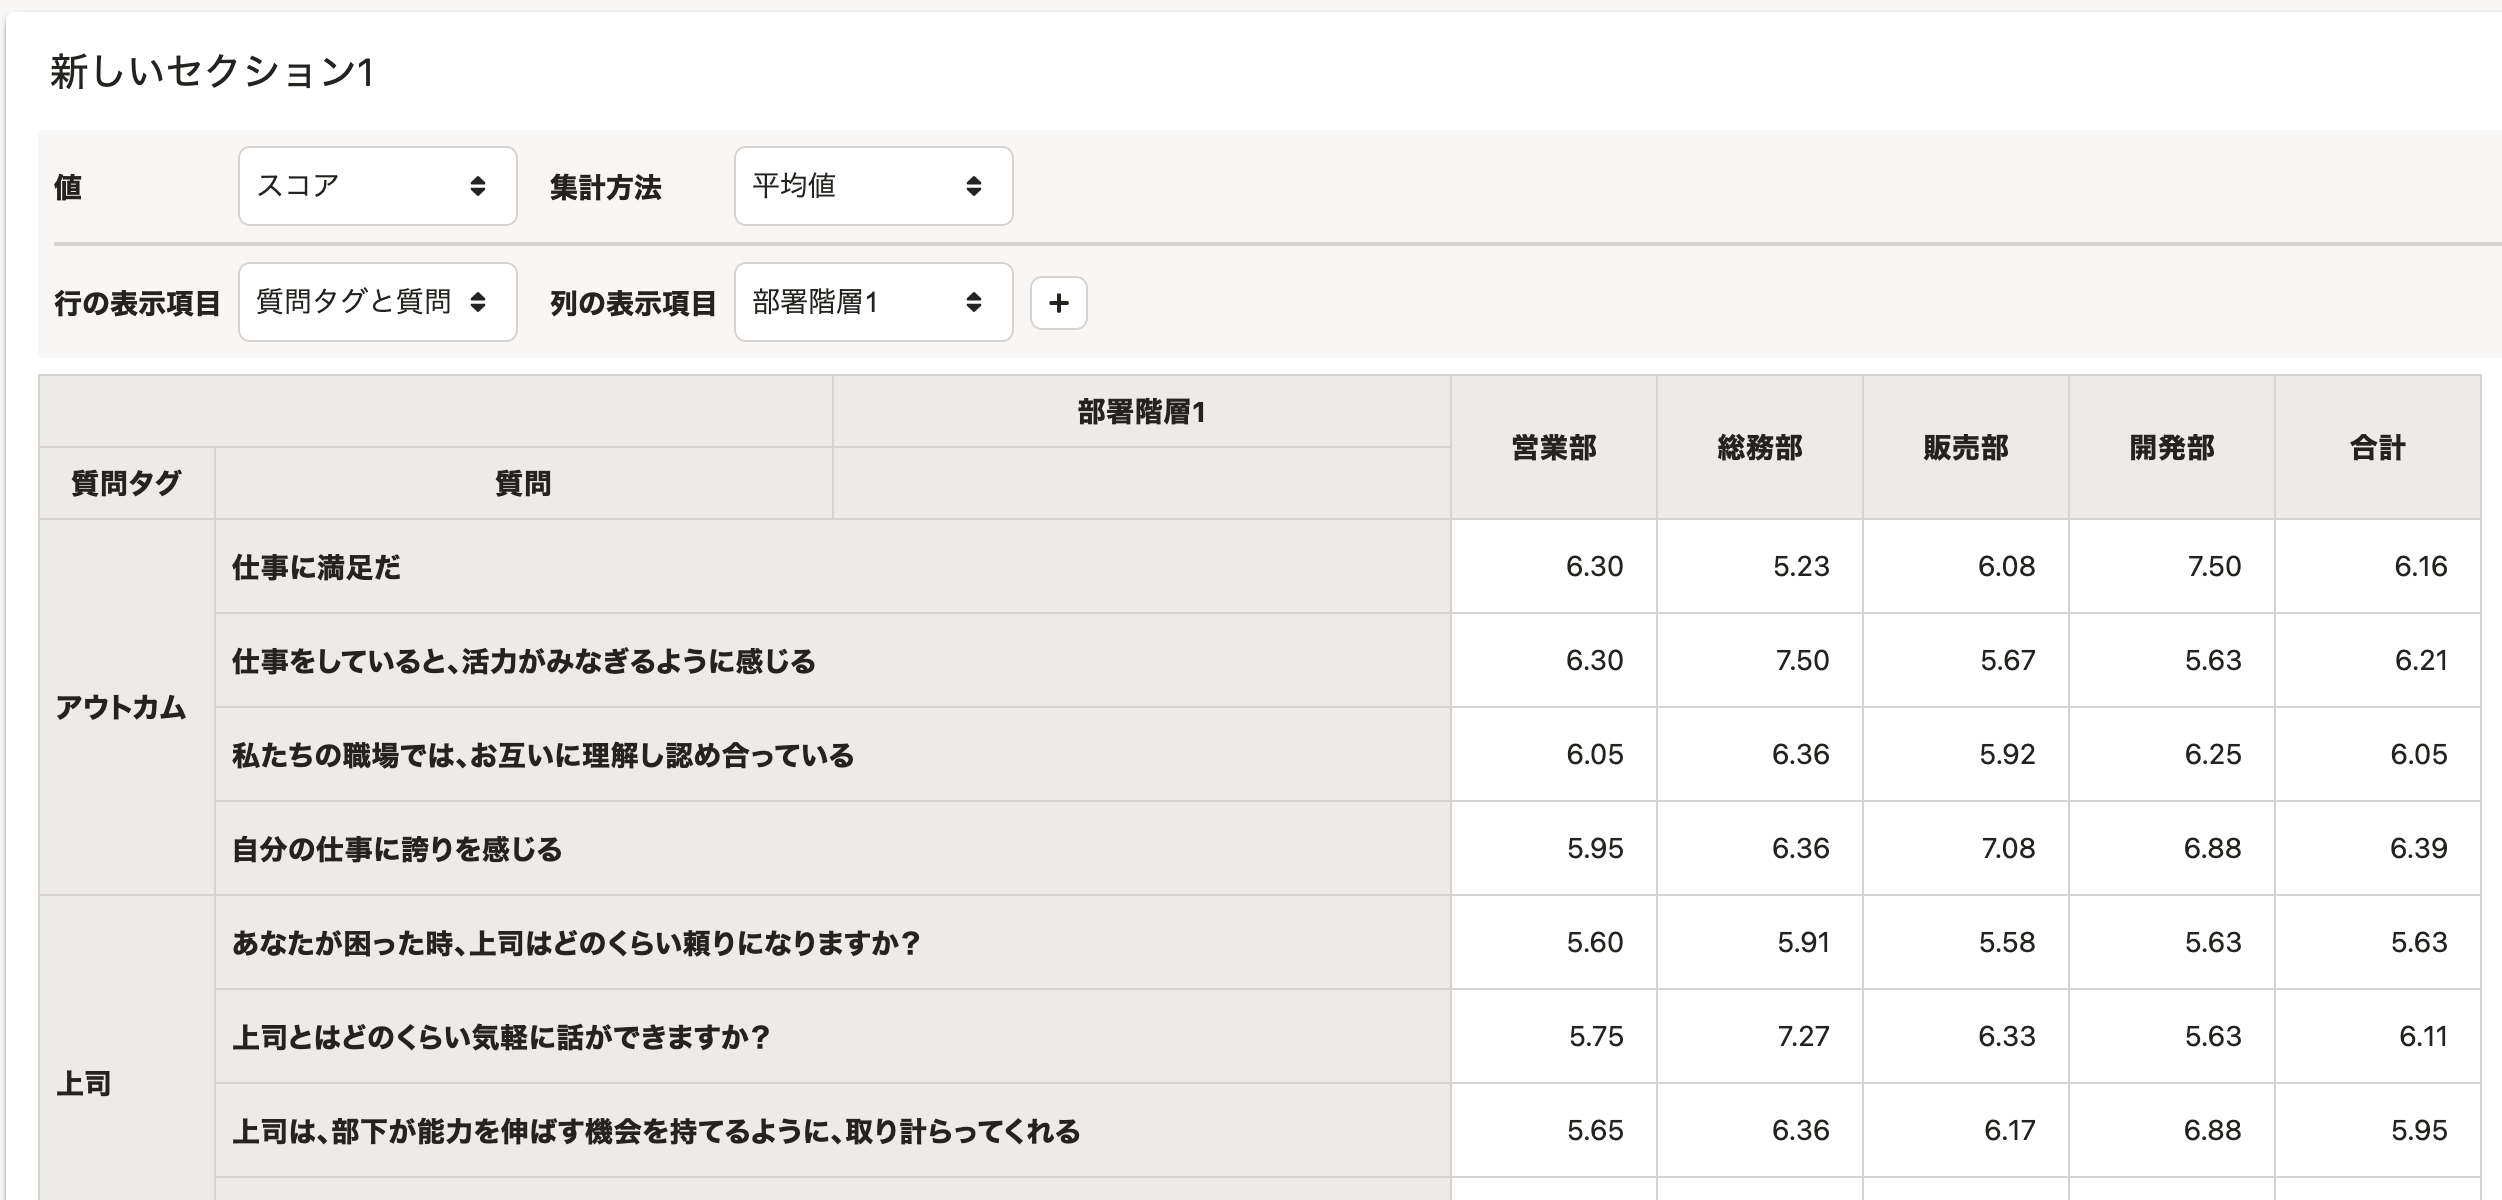 新しいセクション1
値 スコア 集計方法 平均値
行の表示項目 質問タグと質問 列の表示項目 部署階層1 +
部署階層1 営業部 総務部 販売部 開発部 合計
質問タグ 質問
アウトカム
仕事に満足だ 6.30 5.23 6.08 7.50 6.16
仕事をしていると、活力がみなぎるように感じる 6.30 7.50 5.67 5.63 6.21
私たちの職場では、お互いに理解し認め合っている 6.05 6.36 5.92 6.25 6.05
自分の仕事に誇りを感じる 5.95 6.36 7.08 6.88 6.39
上司
あなたが困った時、上司はどのくらい頼りになりますか? 5.60 5.91 5.58 5.63 5.63
上司とはどのくらい気軽に話ができますか? 5.75 7.27 6.33 5.63 6.11
上司は、部下が能力を伸ばす機会を持てるように、取り計らってくれる 5.65 6.36 6.17 6.88 5.95